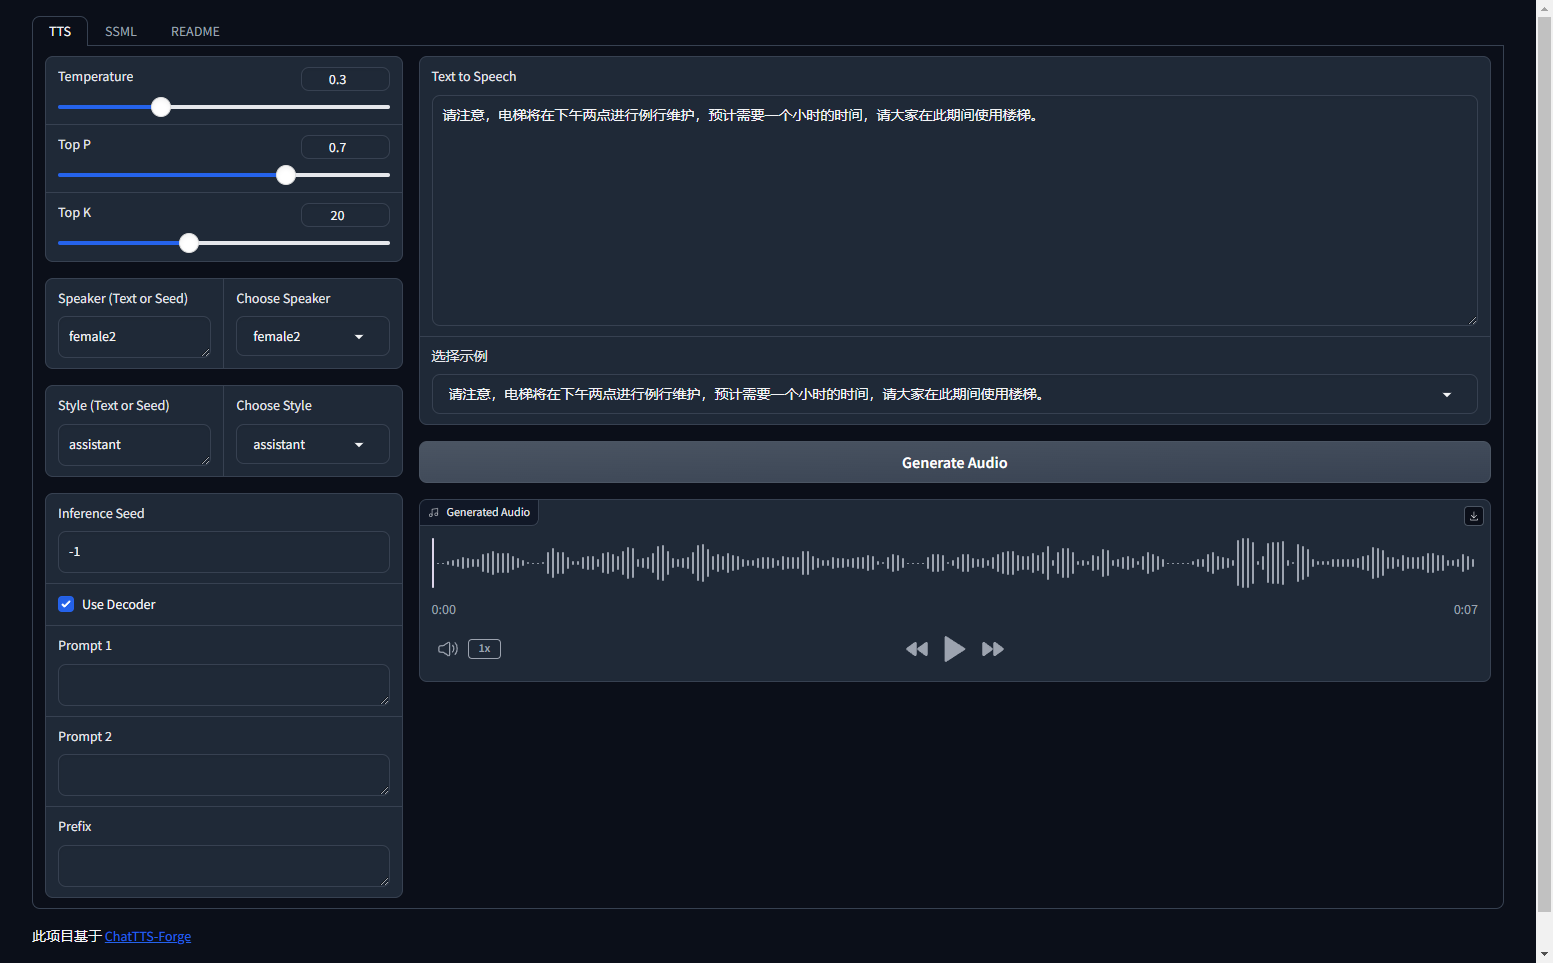 TTS SSML README
Temperature 0.3
Top P 0.7
Top K 20
Speaker (Text or Seed) Choose Speaker
female2 female2
Style (Text or Seed) Choose Style
assistant assistant
Inference Seed
-1
Use Decoder
Prompt 1
Prompt 2
Prefix
Text to Speech
请注意，电梯将在下午两点进行例行维护，预计需要一个小时的时间，请大家在此期间使用楼梯。
选择示例
请注意，电梯将在下午两点进行例行维护，预计需要一个小时的时间，请大家在此期间使用楼梯。
Generate Audio
Generated Audio
0:00 0:07
1x
此项目基于 ChatTTS-Forge